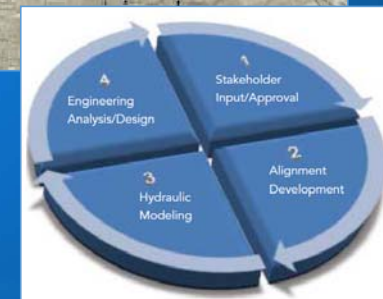 1
Stakeholder
Input/Approval
2
Alignment
Development
3
Hydraulic
Modeling
4
Engineering
Analysis/Design